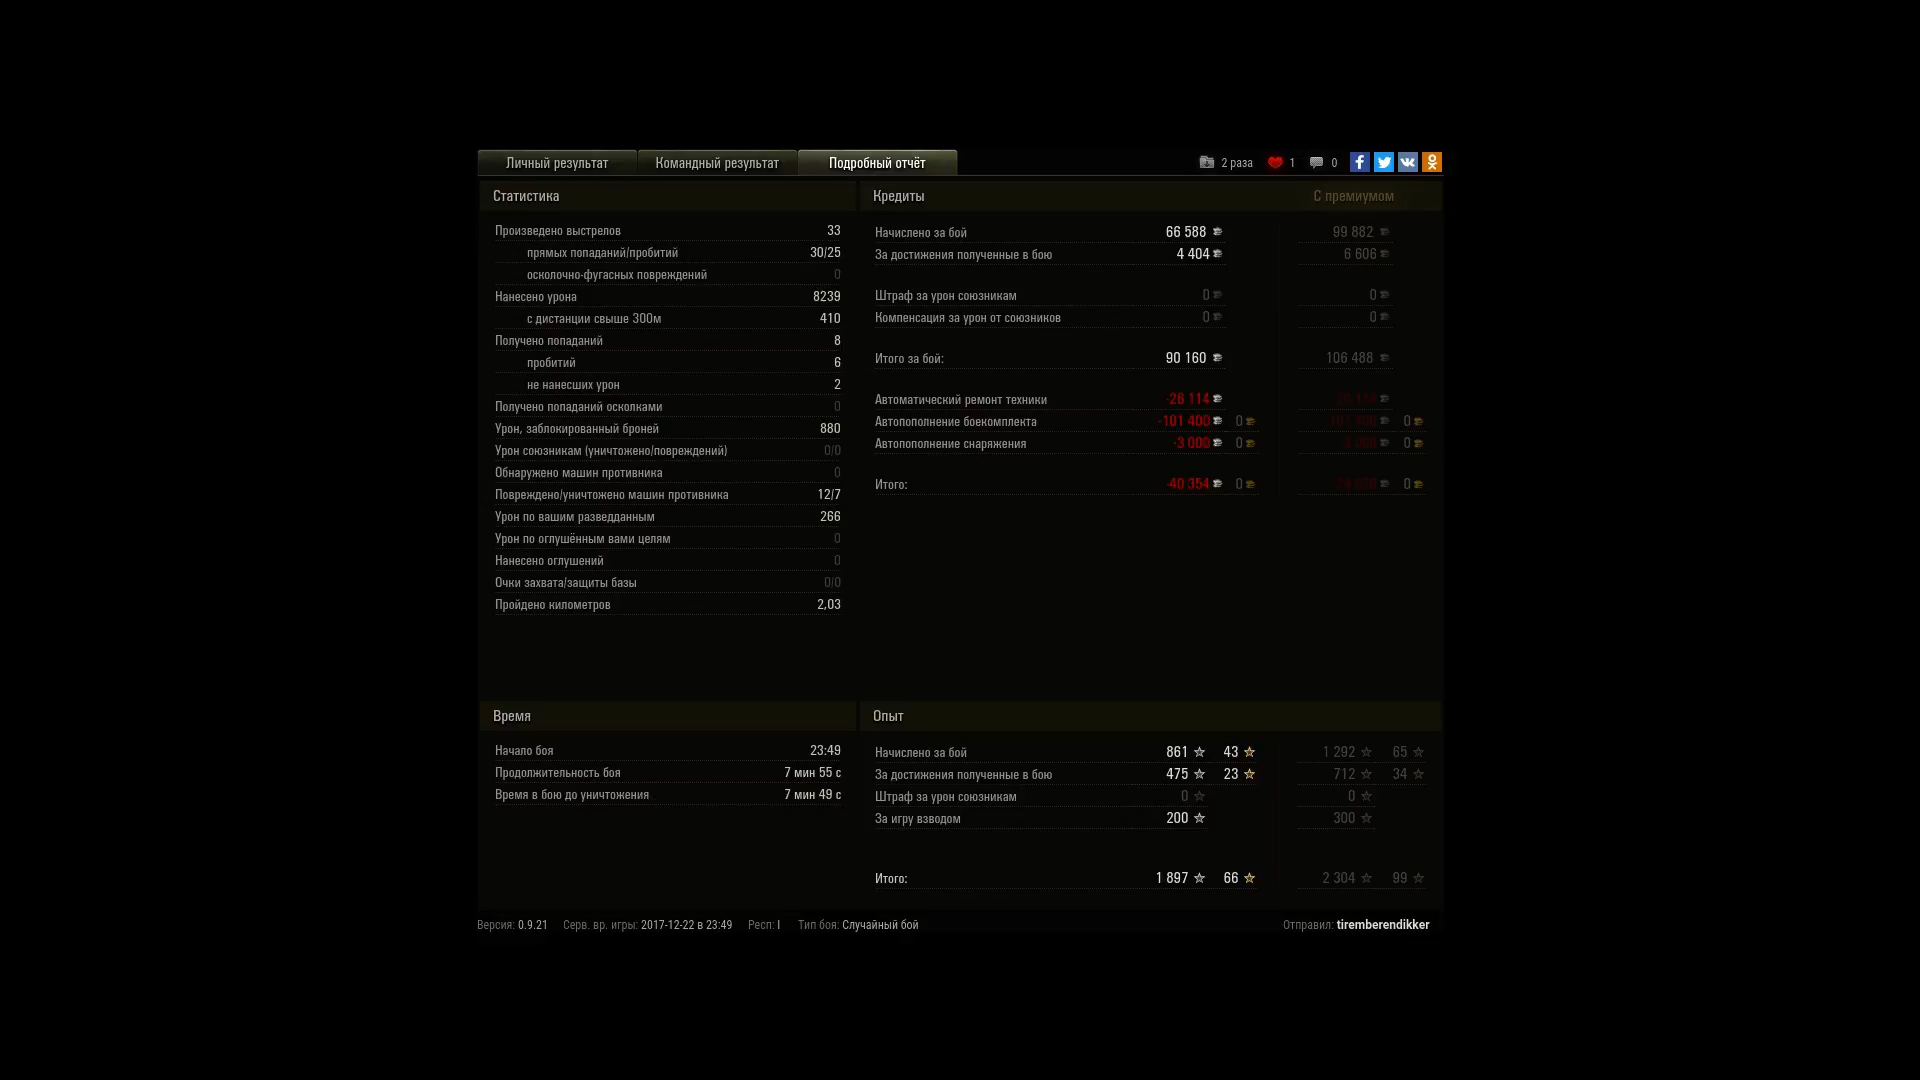 Личный результат Командный результат Подробный отчёт 2 раза 1 0
Статистика
Произведено выстрелов 33
прямых попаданий/пробитий 30/25
осколочно-фугасных повреждений 0
Нанесено урона 8239
с дистанции свыше 300м 410
Получено попаданий 8
пробитий 6
не нанесших урон 2
Получено попаданий осколками 0
Урон, заблокированный броней 880
Урон союзникам (уничтожено/повреждений) 0/0
Обнаружено машин противника 0
Повреждено/уничтожено машин противника 12/7
Урон по вашим разведданным 266
Урон по оглушённым вами целям 0
Нанесено оглушений 0
Очки захвата/защиты базы 0/0
Пройдено километров 2,03
Кредиты С премиумом
Начислено за бой 66 588 99 882
За достижения полученные в бою 4 404 6 606
Штраф за урон союзникам 0 0
Компенсация за урон от союзников 0 0
Итого за бой: 90 160 106 488
Автоматический ремонт техники -26 114
Автопополнение боекомплекта -101 400 0 0
Автопополнение снаряжения -3 000 0 0
Итого: -40 354 0 0
Время
Начало боя 23:49
Продолжительность боя 7 мин 55 с
Время в бою до уничтожения 7 мин 49 с
Опыт
Начислено за бой 861 43 1 292 65
За достижения полученные в бою 475 23 712 34
Штраф за урон союзникам 0 0
За игру взводом 200 300
Итого: 1 897 66 2 304 99
Версия: 0.9.21 Серв. вр. игры: 2017-12-22 в 23:49 Респ: I Тип боя: Случайный бой Отправил: tiremberendikker